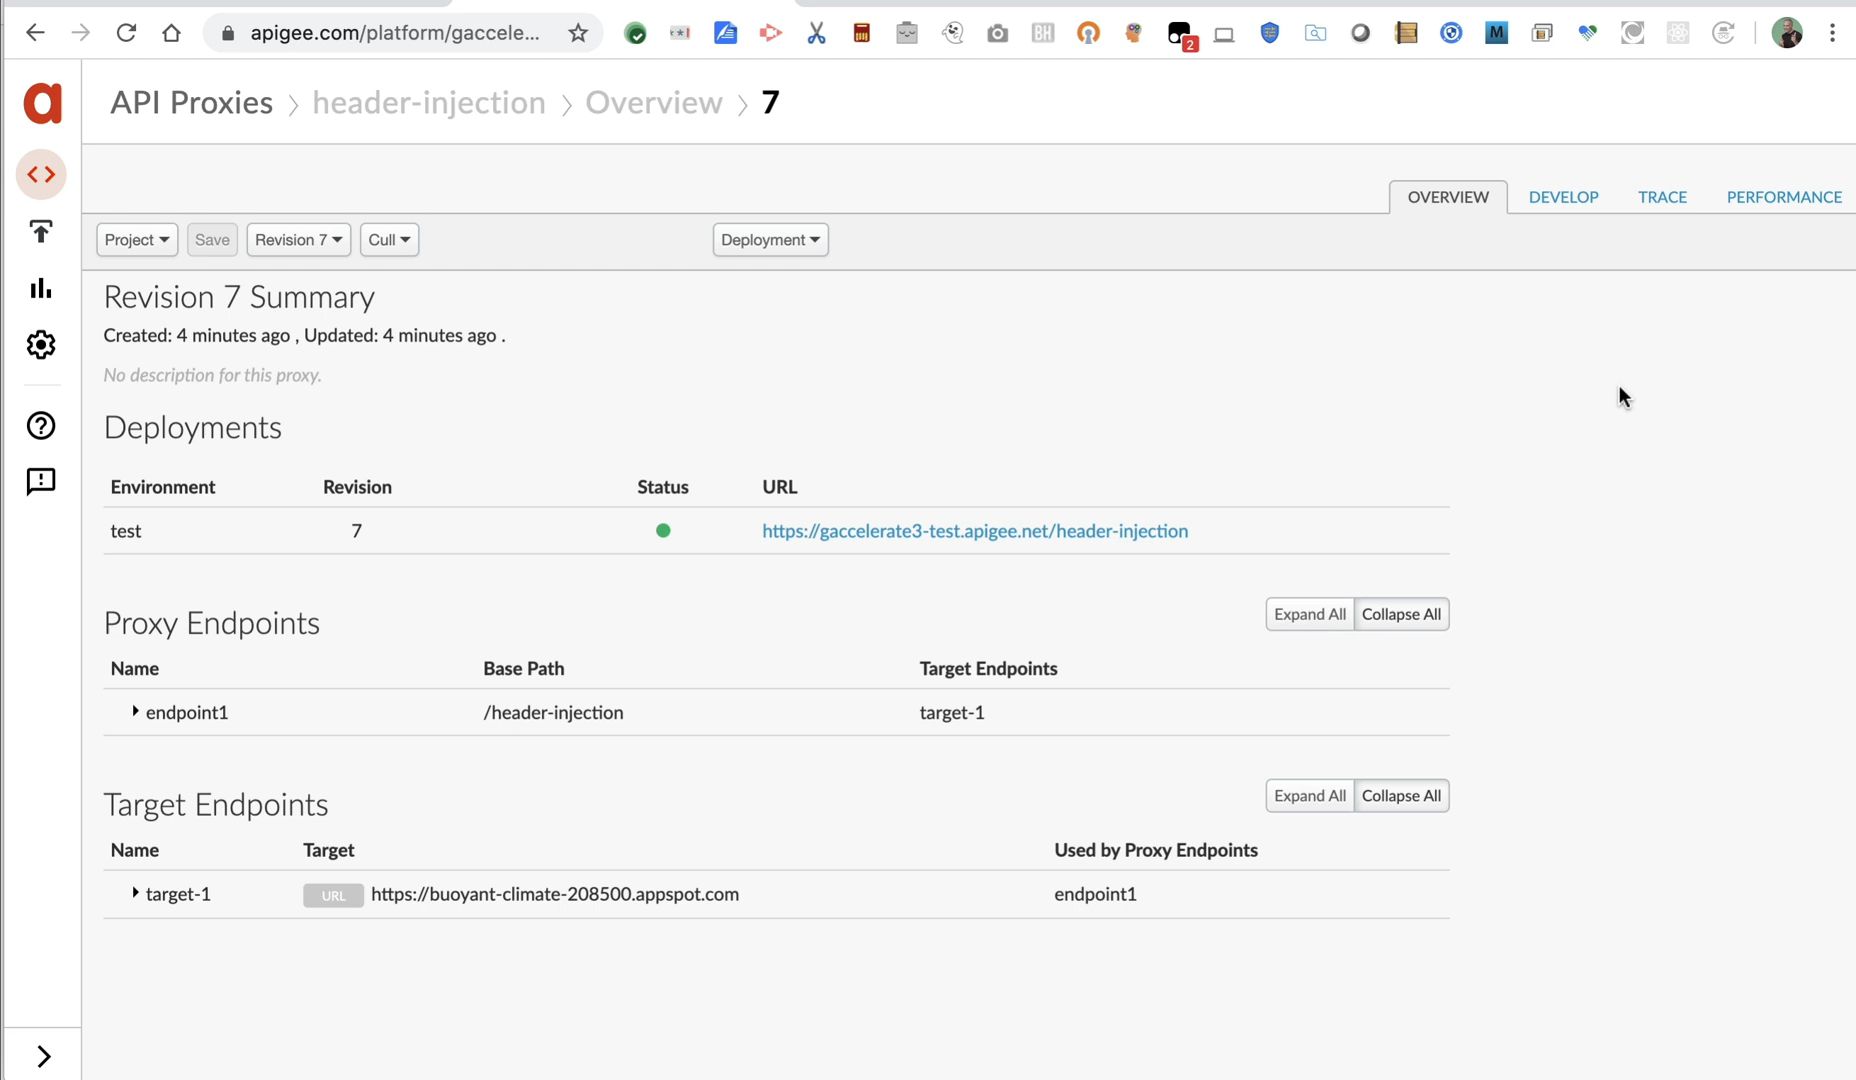 apigee.com/platform/gaccele...
2
BH
M
a
API Proxies > header-injection > Overview > 7
OVERVIEW DEVELOP TRACE PERFORMANCE
Project Save Revision 7 Cull Deployment
Revision 7 Summary
Created: 4 minutes ago , Updated: 4 minutes ago .
No description for this proxy.
Deployments
Environment Revision Status URL
test 7 https://gaccelerate3-test.apigee.net/header-injection
Proxy Endpoints
Expand All Collapse All
Name Base Path Target Endpoints
endpoint1 /header-injection target-1
Target Endpoints
Expand All Collapse All
Name Target Used by Proxy Endpoints
target-1 URL https://buoyant-climate-208500.appspot.com endpoint1